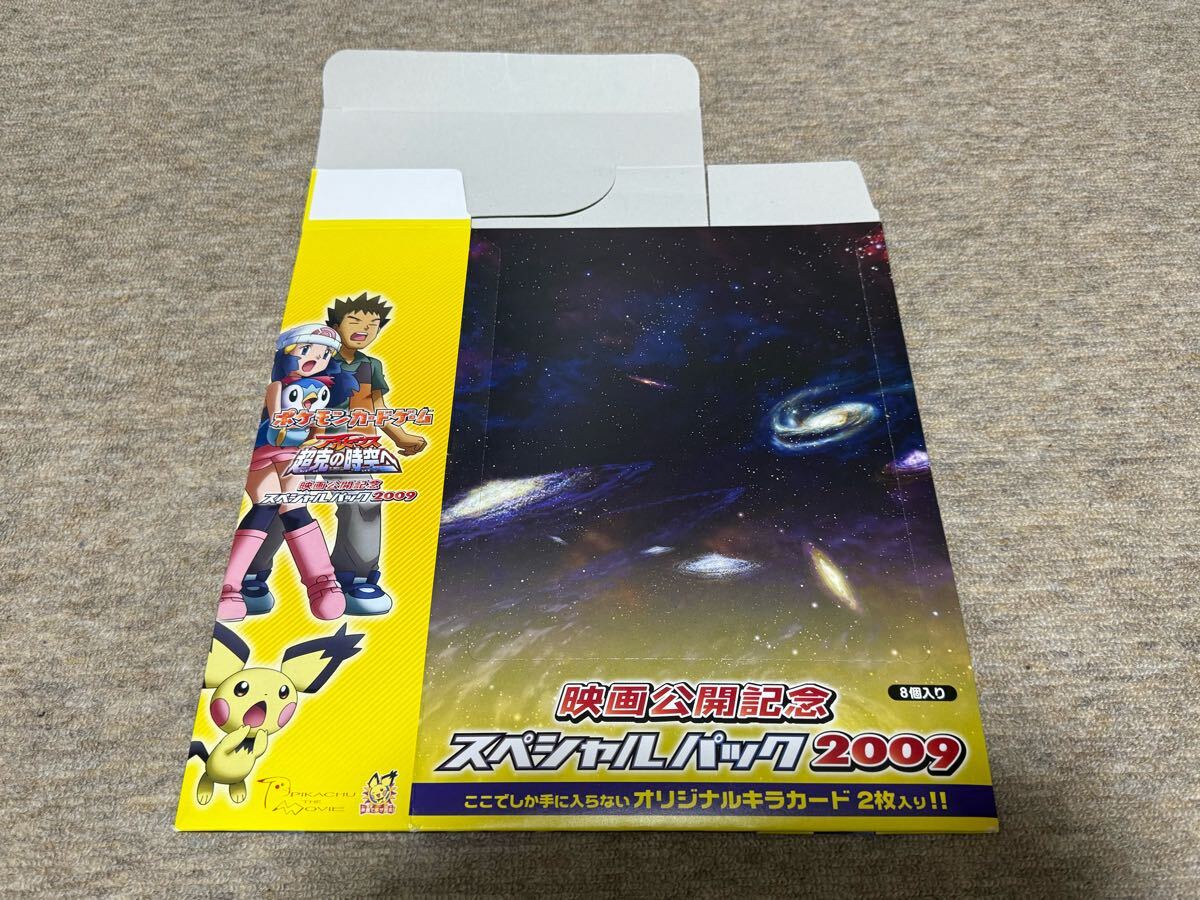 ポケモンカードゲーム
アルセウス
超克の時空へ
映画公開記念
スペシャルパック2009
PIKACHU
THE
MOVIE
映画公開記念
8個入り
スペシャルパック 2009
ここでしか手に入らない オリジナルキラカード 2枚入り!!